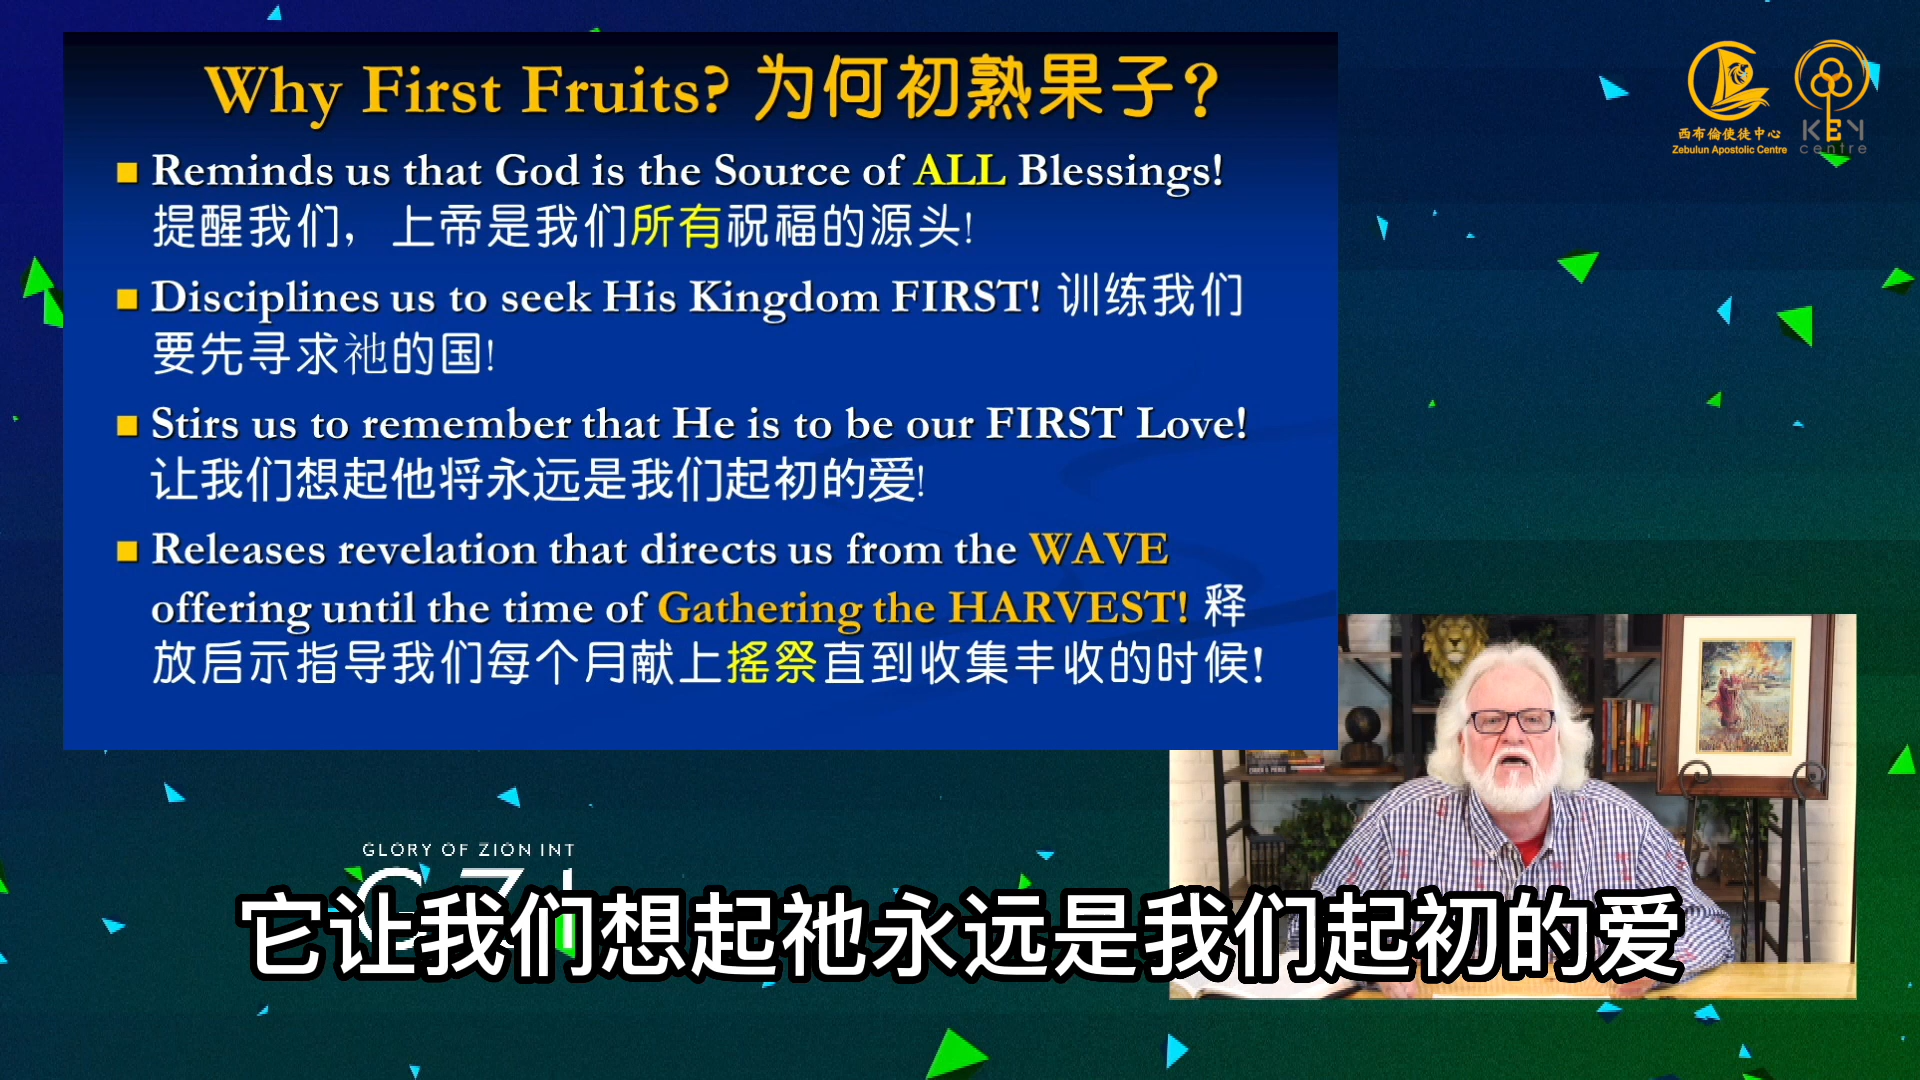 Why First Fruits? 为何初熟果子?
Reminds us that God is the Source of ALL Blessings!
提醒我们，上帝是我们所有祝福的源头!
Disciplines us to seek His Kingdom FIRST! 训练我们
要先寻求祂的国!
Stirs us to remember that He is to be our FIRST Love!
让我们想起他将永远是我们起初的爱!
Releases revelation that directs us from the WAVE
offering until the time of Gathering the HARVEST! 释
放启示指导我们每个月献上摇祭直到收集丰收的时候!
西布倫使徒中心
Zebulun Apostolic Centre
KEY
centre
GLORY OF ZION INT
它让我们想起祂永远是我们起初的爱